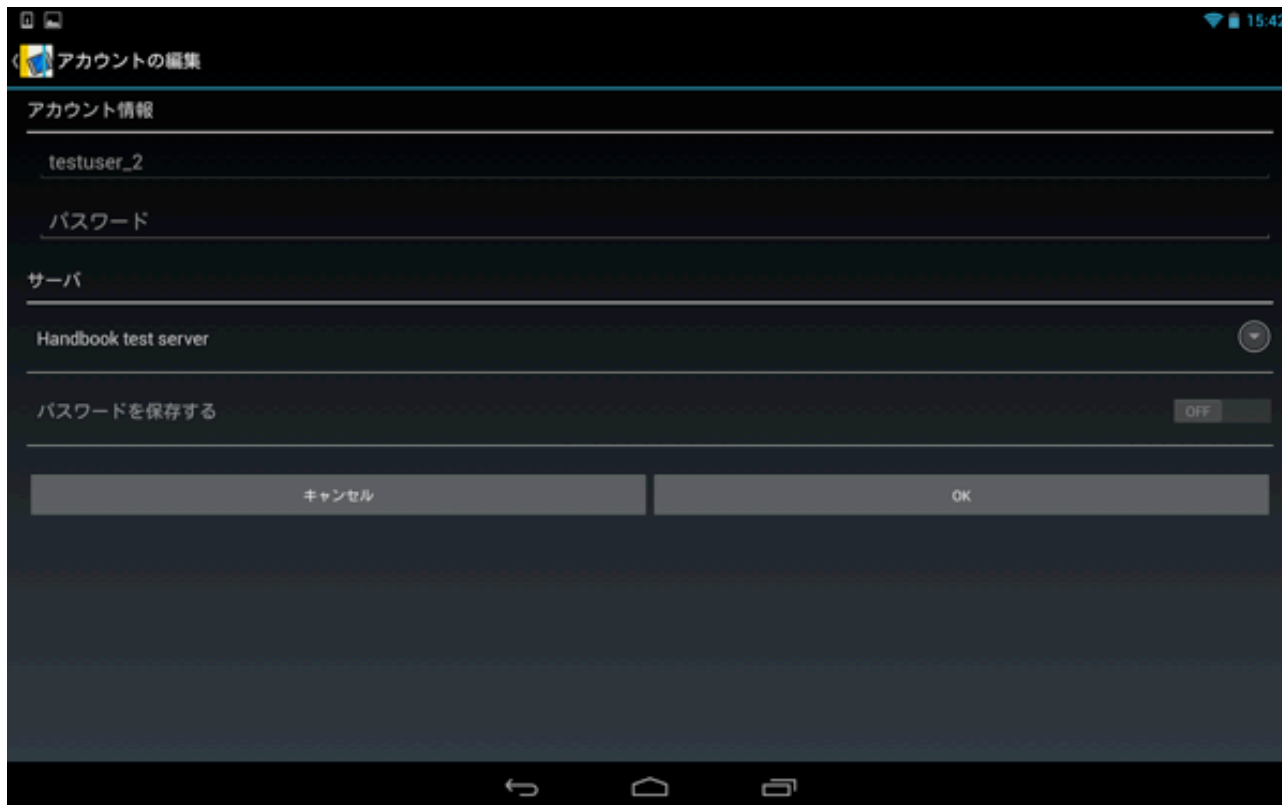 15:42
アカウントの編集
アカウント情報
testuser_2
パスワード
サーバ
Handbook test server
パスワードを保存する
OFF
キャンセル
OK